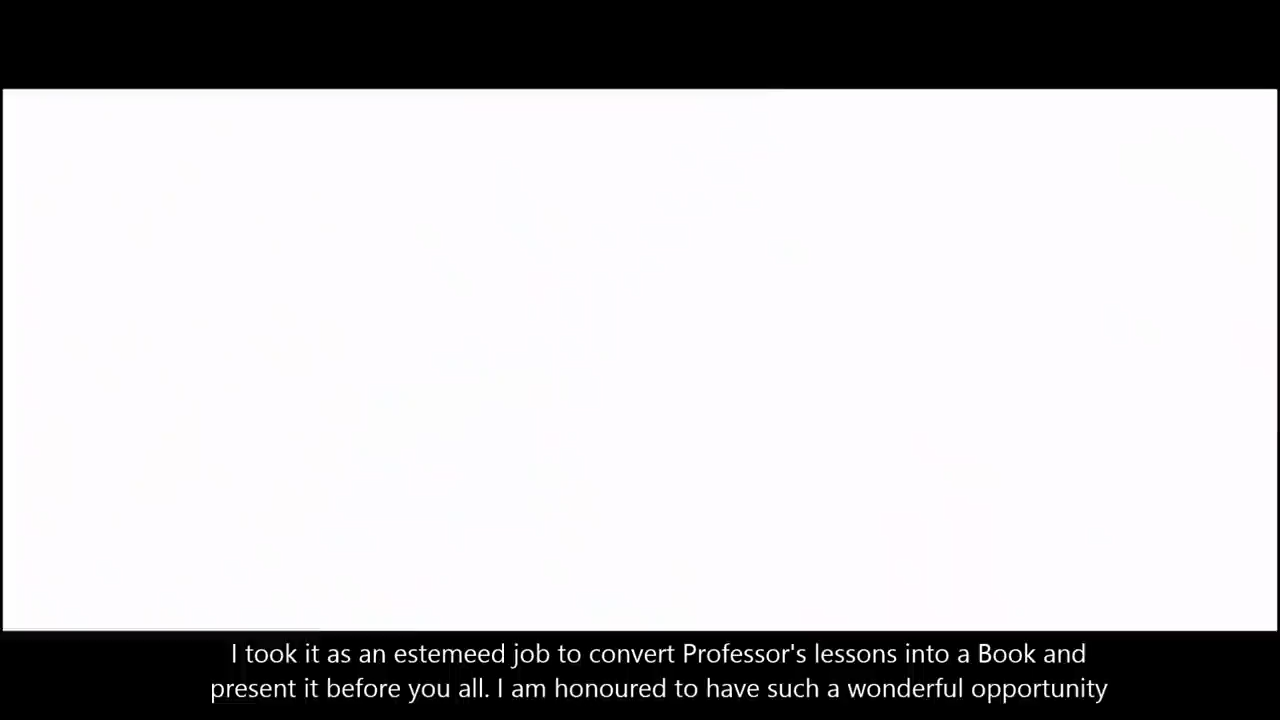 I took it as an estemeed job to convert Professor's lessons into a Book and
present it before you all. I am honoured to have such a wonderful opportunity